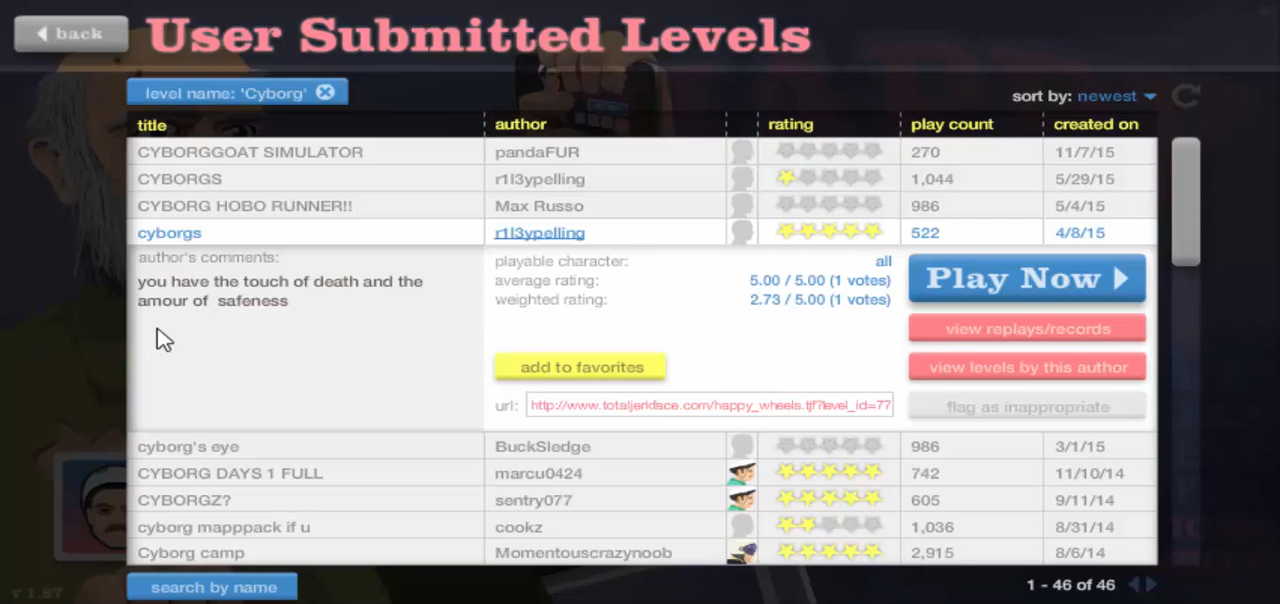 back
User Submitted Levels
level name: 'Cyborg'
sort by: newest
title author rating play count created on
CYBORGGOAT SIMULATOR pandaFUR 270 11/7/15
CYBORGS r1l3ypelling 1,044 5/29/15
CYBORG HOBO RUNNER!! Max Russo 986 5/4/15
cyborgs r1l3ypelling 522 4/8/15
author's comments:
you have the touch of death and the
amour of safeness
playable character: all
average rating: 5.00 / 5.00 (1 votes)
weighted rating: 2.73 / 5.00 (1 votes)
add to favorites
url: http://www.totaljerkface.com/happy_wheels.tjf?level_id=77
Play Now
view replays/records
view levels by this author
flag as inappropriate
cyborg's eye BuckSledge 986 3/1/15
CYBORG DAYS 1 FULL marcu0424 742 11/10/14
CYBORGZ? sentry077 605 9/11/14
cyborg mapppack if u cookz 1,036 8/31/14
Cyborg camp Momentouscrazynoob 2,915 8/6/14
search by name
1 - 46 of 46
v 1.87